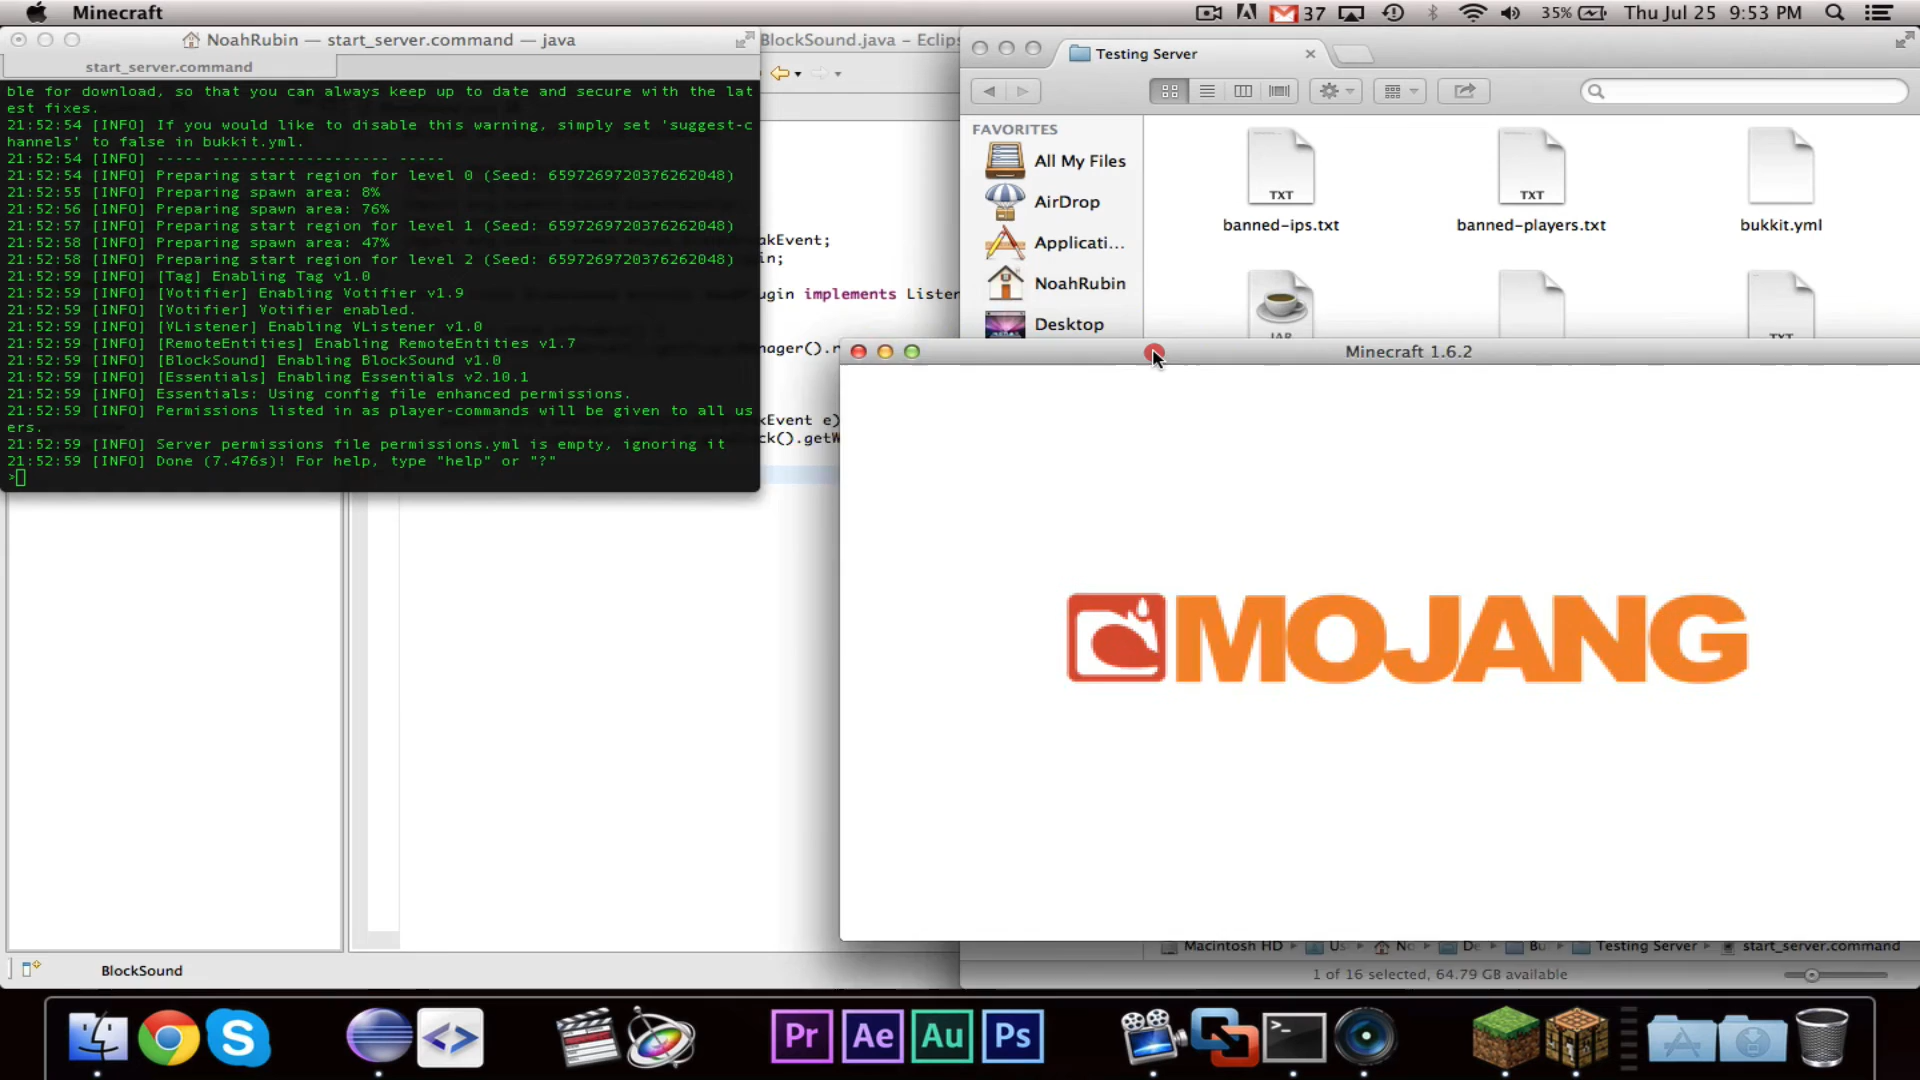 Minecraft
37
35%
Thu Jul 25 9:53 PM
NoahRubin — start_server.command — java
start_server.command
ble for download, so that you can always keep up to date and secure with the lat
est fixes.
21:52:54 [INFO] If you would like to disable this warning, simply set 'suggest-c
hannels' to false in bukkit.yml.
21:52:54 [INFO] ----- ------------------- -----
21:52:54 [INFO] Preparing start region for level 0 (Seed: 6597269720376262048)
21:52:55 [INFO] Preparing spawn area: 8%
21:52:56 [INFO] Preparing spawn area: 76%
21:52:57 [INFO] Preparing start region for level 1 (Seed: 6597269720376262048)
21:52:58 [INFO] Preparing spawn area: 47%
21:52:58 [INFO] Preparing start region for level 2 (Seed: 6597269720376262048)
21:52:59 [INFO] [Tag] Enabling Tag v1.0
21:52:59 [INFO] [Votifier] Enabling Votifier v1.9
21:52:59 [INFO] [Votifier] Votifier enabled.
21:52:59 [INFO] [VListener] Enabling VListener v1.0
21:52:59 [INFO] [RemoteEntities] Enabling RemoteEntities v1.7
21:52:59 [INFO] [BlockSound] Enabling BlockSound v1.0
21:52:59 [INFO] [Essentials] Enabling Essentials v2.10.1
21:52:59 [INFO] Essentials: Using config file enhanced permissions.
21:52:59 [INFO] Permissions listed in as player-commands will be given to all us
ers.
21:52:59 [INFO] Server permissions file permissions.yml is empty, ignoring it
21:52:59 [INFO] Done (7.476s)! For help, type "help" or "?"
>
BlockSound.java – Eclips
akEvent;
in;
ugin implements Listen
nager().r
akEvent e)
ock().getW
BlockSound
Testing Server
FAVORITES
All My Files
AirDrop
Applicati...
NoahRubin
Desktop
TXT
banned-ips.txt
TXT
banned-players.txt
bukkit.yml
JAR
TXT
Minecraft 1.6.2
MOJANG
Macintosh HD
Us
No
De
Bu
Testing Server
start_server.command
1 of 16 selected, 64.79 GB available
Pr
Ae
Au
Ps